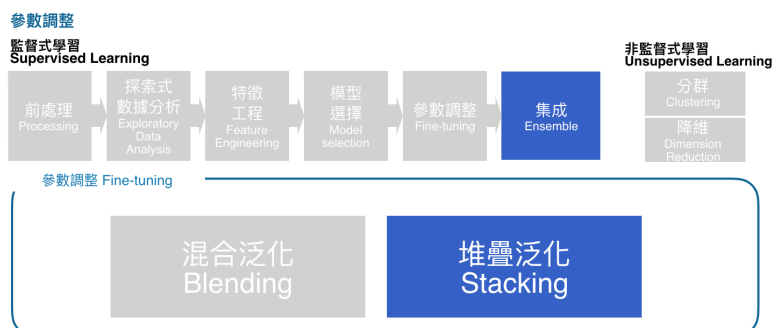 參數調整
監督式學習
Supervised Learning
非監督式學習
Unsupervised Learning
前處理
Processing
探索式
數據分析
Exploratory
Data
Analysis
特徵
工程
Feature
Engineering
模型
選擇
Model
selection
參數調整
Fine-tuning
集成
Ensemble
分群
Clustering
降維
Dimension
Reduction
參數調整 Fine-tuning
混合泛化
Blending
堆疊泛化
Stacking